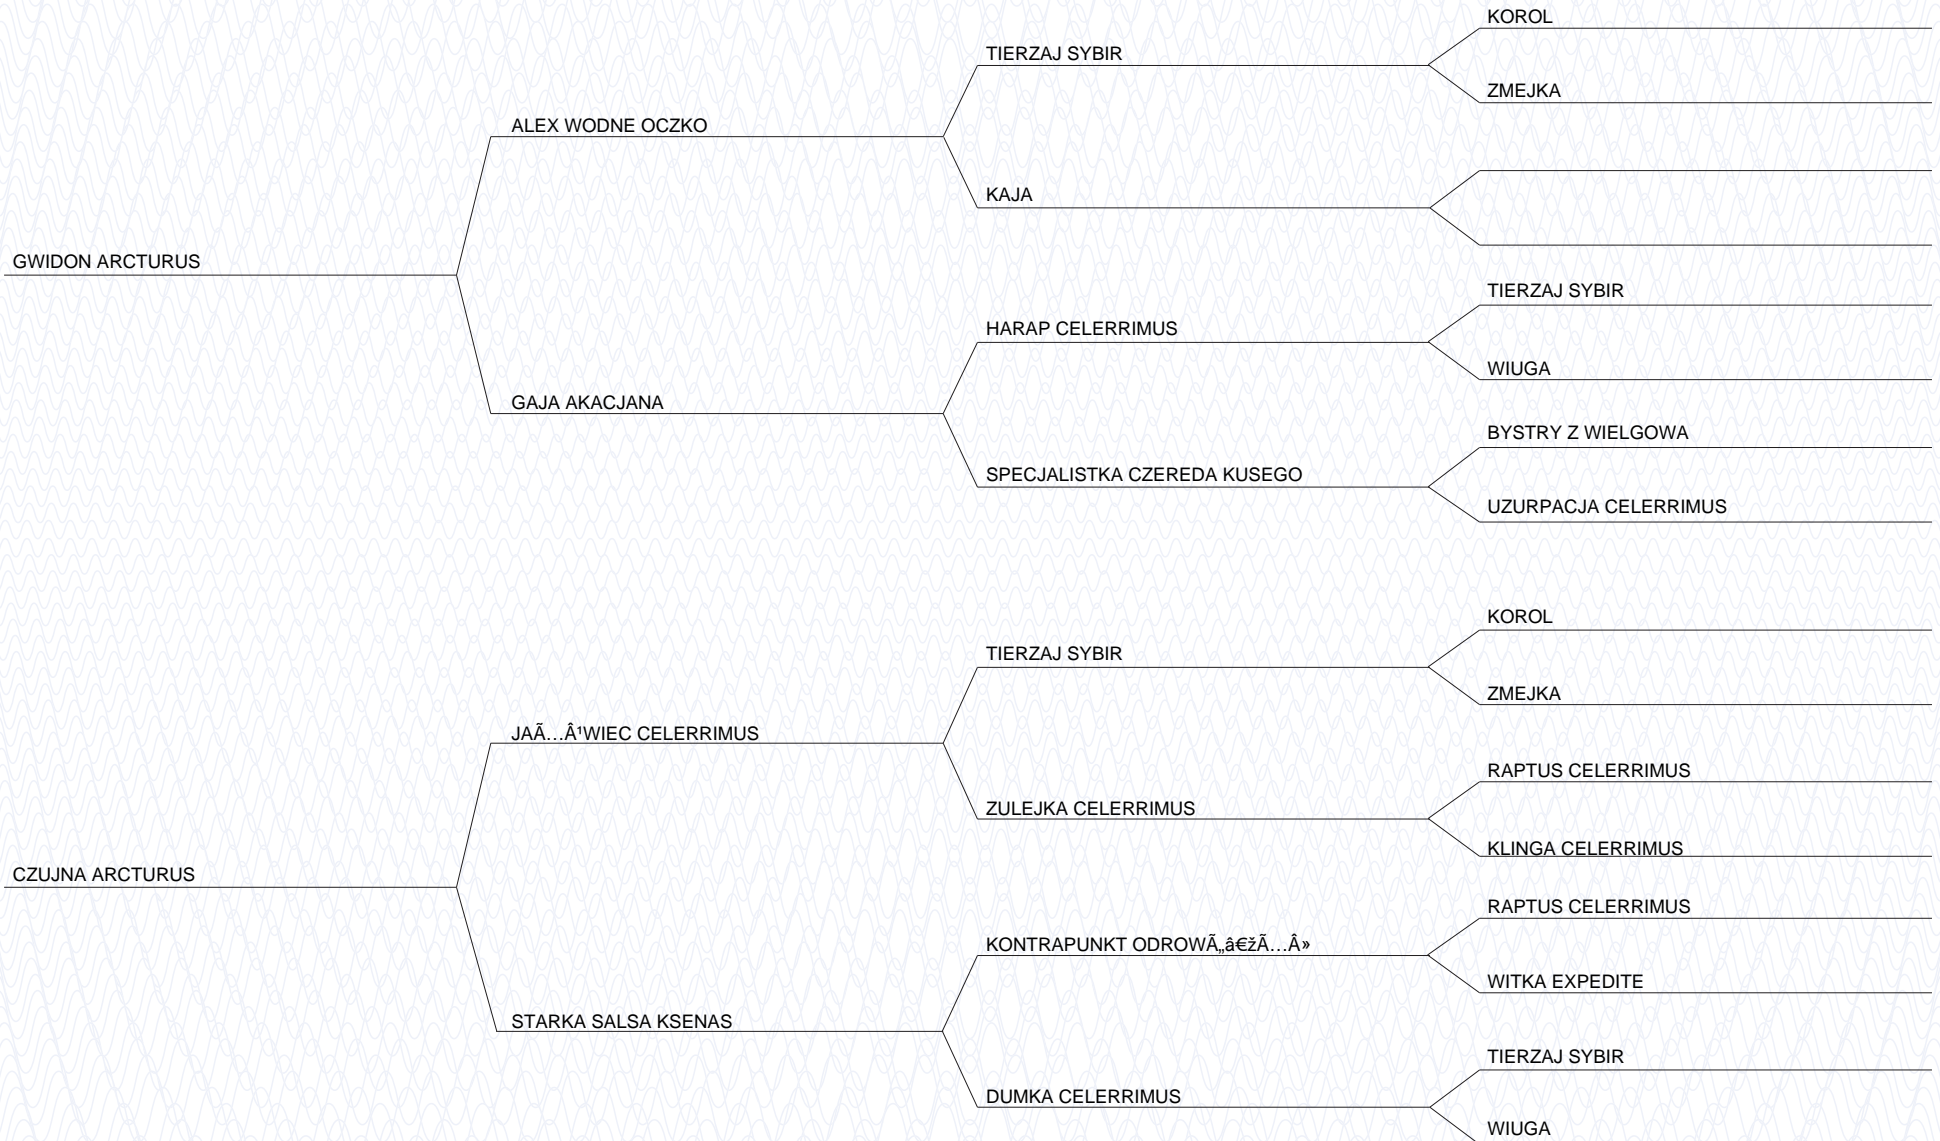 KOROL
TIERZAJ SYBIR
ZMEJKA
ALEX WODNE OCZKO
KAJA
GWIDON ARCTURUS
TIERZAJ SYBIR
HARAP CELERRIMUS
WIUGA
GAJA AKACJANA
BYSTRY Z WIELGOWA
SPECJALISTKA CZEREDA KUSEGO
UZURPACJA CELERRIMUS
KOROL
TIERZAJ SYBIR
ZMEJKA
JAÃ…Â¹WIEC CELERRIMUS
RAPTUS CELERRIMUS
ZULEJKA CELERRIMUS
KLINGA CELERRIMUS
CZUJNA ARCTURUS
RAPTUS CELERRIMUS
KONTRAPUNKT ODROWÃ„â€žÃ…Â»
WITKA EXPEDITE
STARKA SALSA KSENAS
TIERZAJ SYBIR
DUMKA CELERRIMUS
WIUGA